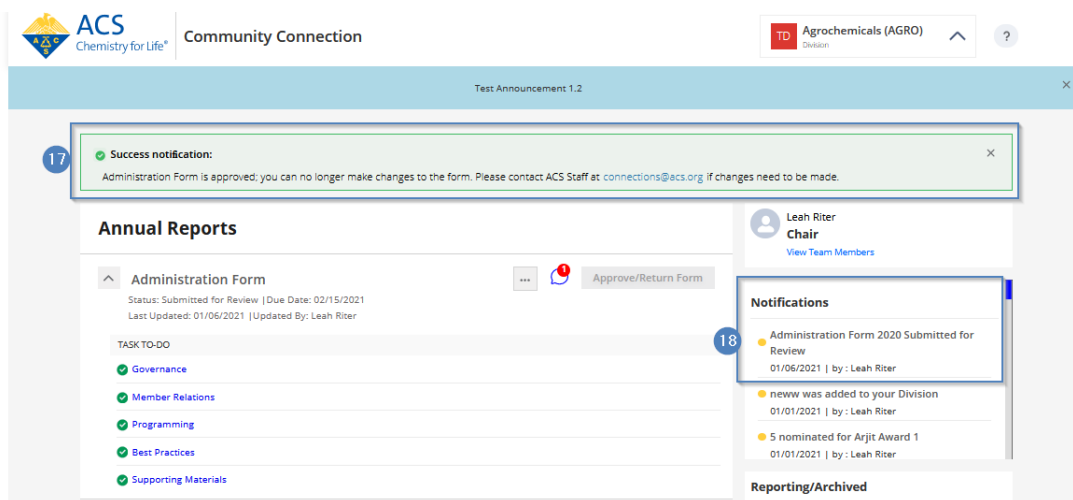 ACS
Chemistry for Life®
Community Connection
A X C
S
TD
Agrochemicals (AGRO)
Division
?
Test Announcement 1.2
×
17
Success notification:
×
Administration Form is approved; you can no longer make changes to the form. Please contact ACS Staff at connections@acs.org if changes need to be made.
Annual Reports
Administration Form
...
1
Approve/Return Form
Status: Submitted for Review |Due Date: 02/15/2021
Last Updated: 01/06/2021 |Updated By: Leah Riter
TASK TO-DO
Governance
Member Relations
Programming
Best Practices
Supporting Materials
Leah Riter
Chair
View Team Members
Notifications
18
Administration Form 2020 Submitted for
Review
01/06/2021 | by : Leah Riter
neww was added to your Division
01/01/2021 | by : Leah Riter
5 nominated for Arjit Award 1
01/01/2021 | by : Leah Riter
Reporting/Archived